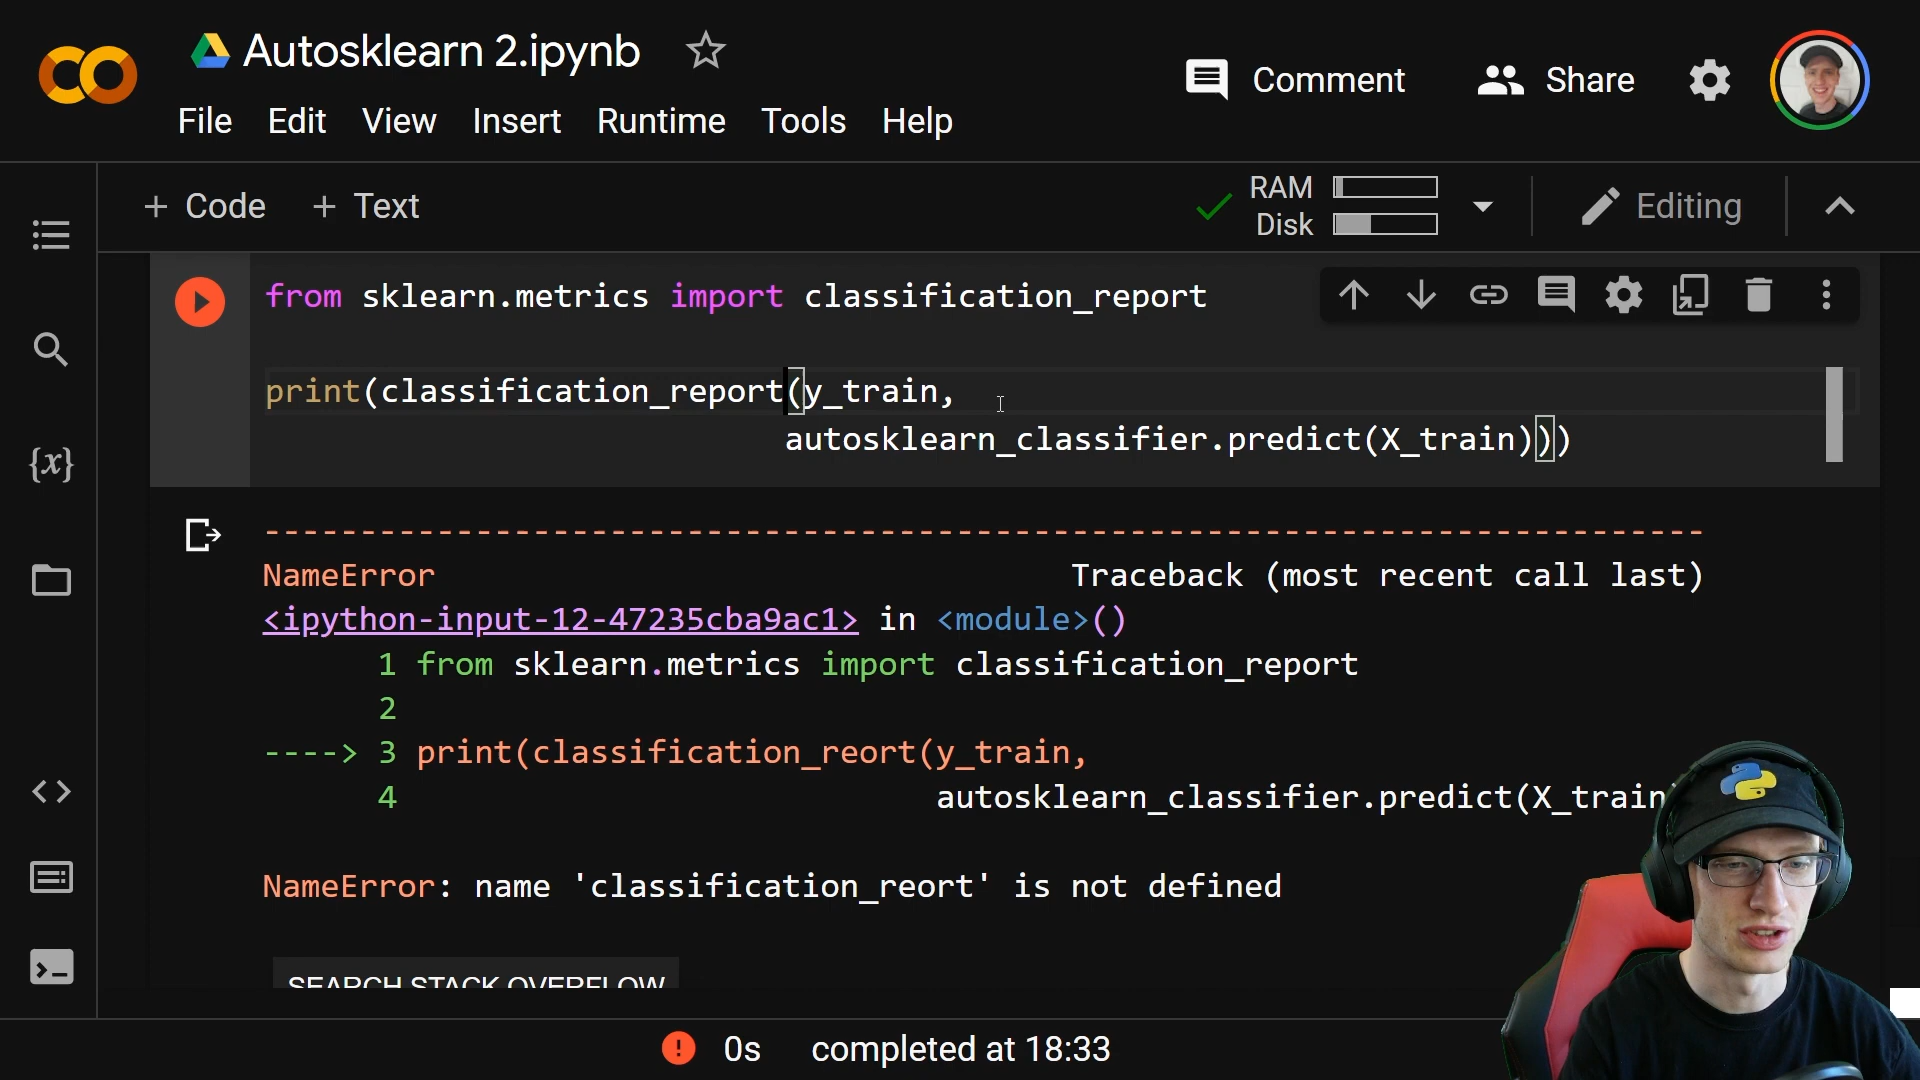 Autosklearn 2.ipynb
File Edit View Insert Runtime Tools Help
Comment Share
+ Code + Text
RAM
Disk
Editing
from sklearn.metrics import classification_report
print(classification_report(y_train,
autosklearn_classifier.predict(X_train)))
{x}
--------------------------------------------------------------------------- 
NameError Traceback (most recent call last)
<ipython-input-12-47235cba9ac1> in <module>()
1 from sklearn.metrics import classification_report
2
----> 3 print(classification_reort(y_train,
4 autosklearn_classifier.predict(X_train
NameError: name 'classification_reort' is not defined
SEARCH STACK OVERFLOW
0s completed at 18:33